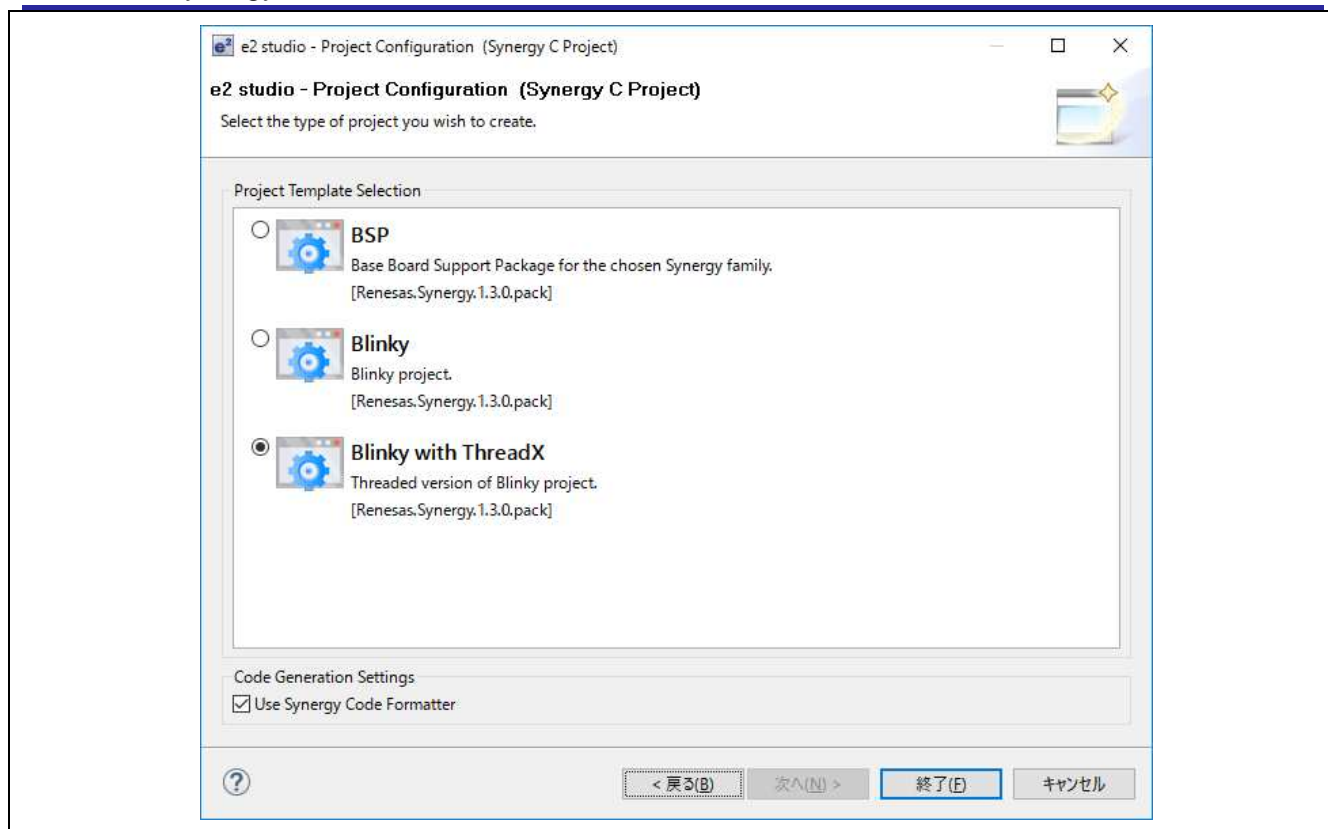 e2 studio - Project Configuration (Synergy C Project)
e2 studio - Project Configuration (Synergy C Project)
Select the type of project you wish to create.
Project Template Selection
BSP
Base Board Support Package for the chosen Synergy family.
[Renesas.Synergy.1.3.0.pack]
Blinky
Blinky project.
[Renesas.Synergy.1.3.0.pack]
Blinky with ThreadX
Threaded version of Blinky project.
[Renesas.Synergy.1.3.0.pack]
Code Generation Settings
Use Synergy Code Formatter
< 戻る(B) 次へ(N) > 終了(F) キャンセル